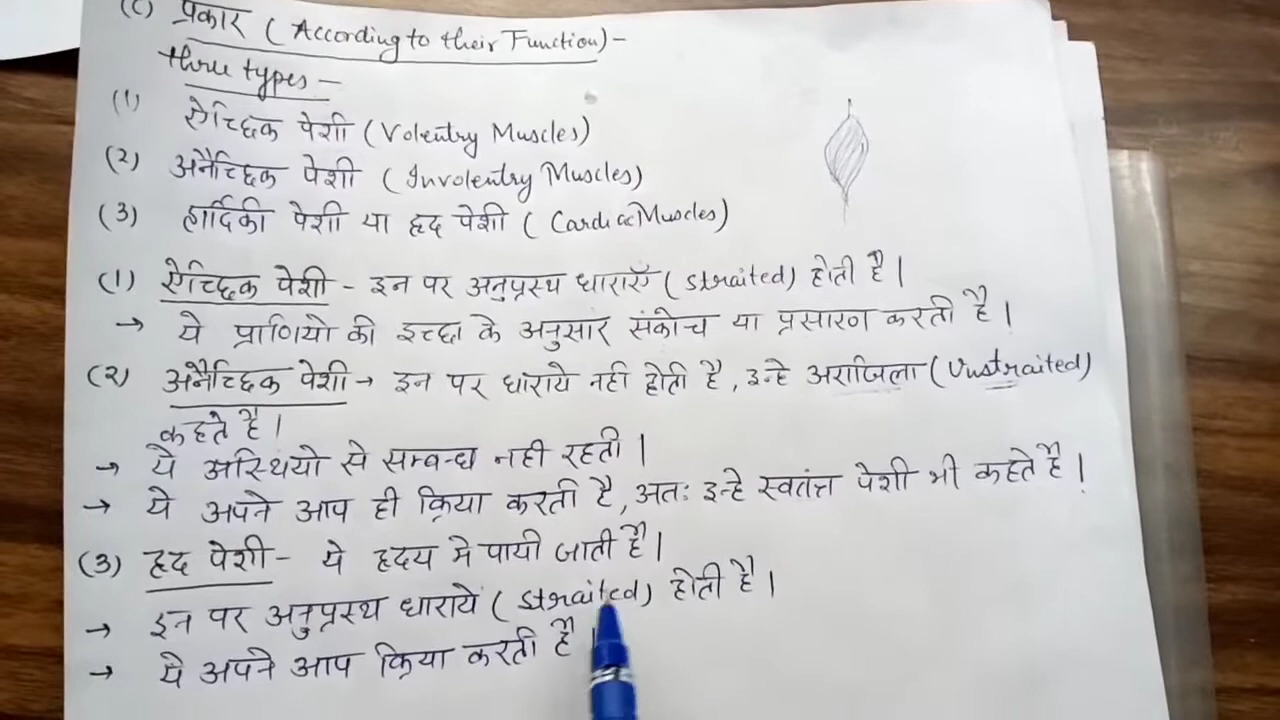 (C) प्रकार (According to their Function)-
three types -
(1) ऐच्छिक पेशी (Volentry Muscles)
(2) अनैच्छिक पेशी (Involentry Muscles)
(3) हार्दिकी पेशी या हृद पेशी (Cardiac Muscles)
(1) ऐच्छिक पेशी - इन पर अनुप्रस्थ धाराएँ (straited) होती है।
→ ये प्राणियो की इच्छा के अनुसार संकोच या प्रसारण करती है।
(२) अनैच्छिक पेशी → इन पर धाराये नही होती है, इन्हे अराजिला (Unstraited)
कहते है।
→ ये अस्थियो से सम्बन्ध नही रहती।
→ ये अपने आप ही क्रिया करती है, अतः इन्हे स्वतंत्र पेशी भी कहते है।
(3) हृद पेशी - ये हृदय मे पायी जाती है।
→ इन पर अनुप्रस्थ धाराये (straited) होती है।
→ ये अपने आप क्रिया करती है।